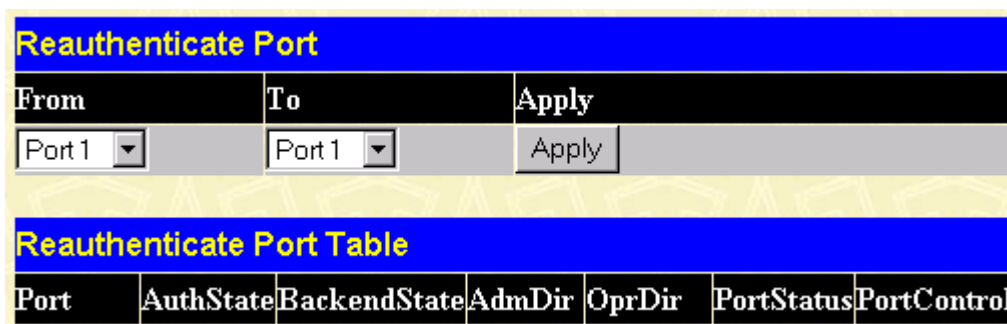 Reauthenticate Port
From To Apply
Port 1 Port 1 Apply
Reauthenticate Port Table
Port AuthState BackendState AdmDir OprDir PortStatus PortControl